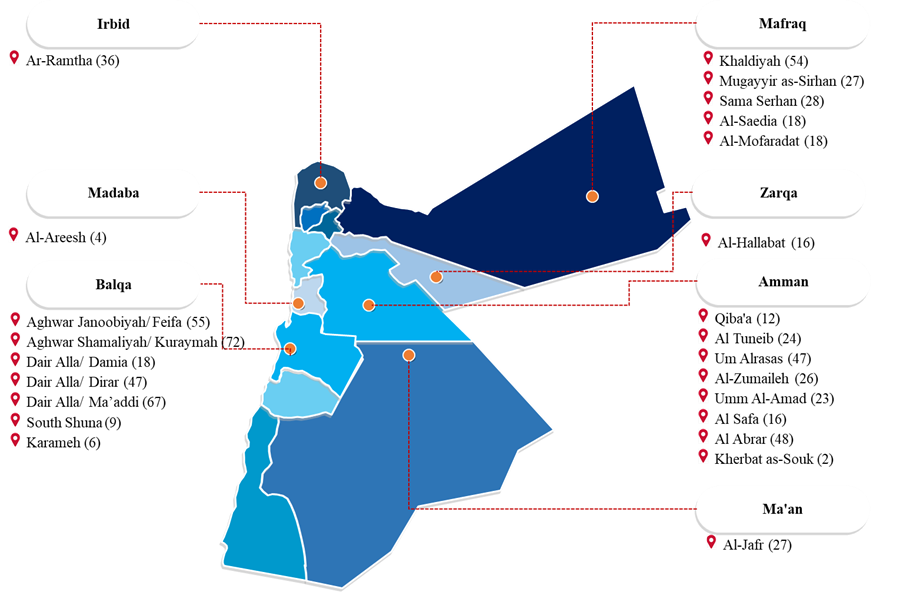 Irbid
Ar-Ramtha (36)
Madaba
Al-Areesh (4)
Balqa
Aghwar Janoobiyah/ Feifa (55)
Aghwar Shamaliyah/ Kuraymah (72)
Dair Alla/ Damia (18)
Dair Alla/ Dirar (47)
Dair Alla/ Ma’addi (67)
South Shuna (9)
Karameh (6)
Mafraq
Khaldiyah (54)
Mugayyir as-Sirhan (27)
Sama Serhan (28)
Al-Saedia (18)
Al-Mofaradat (18)
Zarqa
Al-Hallabat (16)
Amman
Qiba'a (12)
Al Tuneib (24)
Um Alrasas (47)
Al-Zumaileh (26)
Umm Al-Amad (23)
Al Safa (16)
Al Abrar (48)
Kherbat as-Souk (2)
Ma'an
Al-Jafr (27)